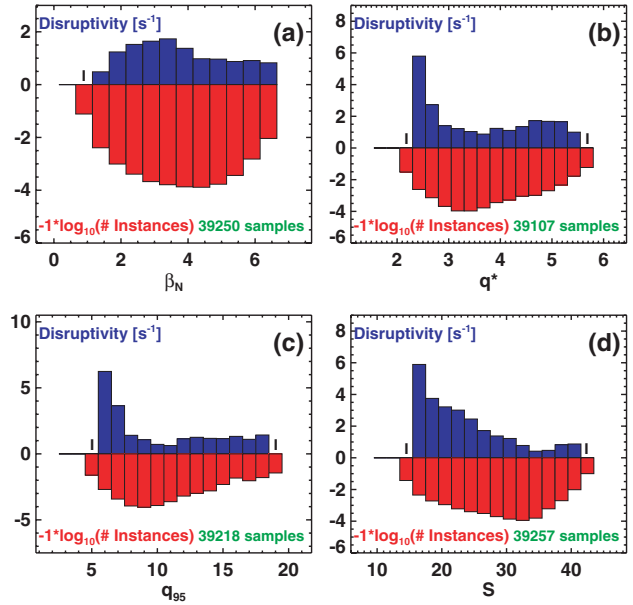 Disruptivity [s⁻¹]
(a)
2
0
-2
-4
-6
-1*log₁₀(# Instances) 39250 samples
0 2 4 6
β_N
Disruptivity [s⁻¹]
(b)
8
6
4
2
0
-2
-4
-6
-1*log₁₀(# Instances) 39107 samples
2 3 4 5 6
q*
Disruptivity [s⁻¹]
(c)
10
5
0
-5
-1*log₁₀(# Instances) 39218 samples
5 10 15 20
q₉₅
Disruptivity [s⁻¹]
(d)
8
6
4
2
0
-2
-4
-6
-1*log₁₀(# Instances) 39257 samples
10 20 30 40
S